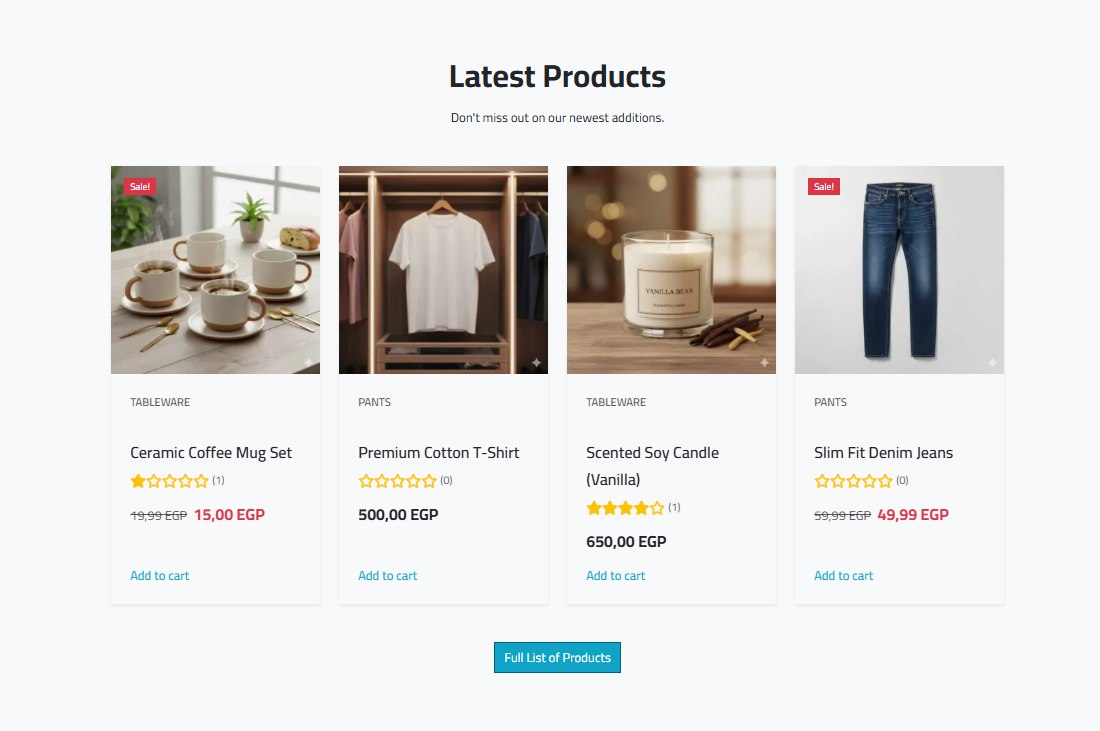 Latest Products
Don't miss out on our newest additions.
Sale!
TABLEWARE
Ceramic Coffee Mug Set
(1)
19,99 EGP 15,00 EGP
Add to cart
PANTS
Premium Cotton T-Shirt
(0)
500,00 EGP
Add to cart
VANILLA BEAN
Scented Soy Candle
TABLEWARE
Scented Soy Candle
(Vanilla)
(1)
650,00 EGP
Add to cart
Sale!
PANTS
Slim Fit Denim Jeans
(0)
59,99 EGP 49,99 EGP
Add to cart
Full List of Products